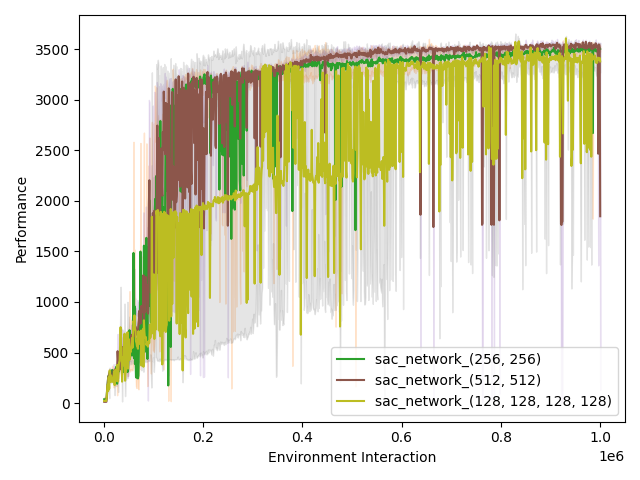 Performance
3500
3000
2500
2000
1500
1000
500
0
sac_network_(256, 256)
sac_network_(512, 512)
sac_network_(128, 128, 128, 128)
0.0 0.2 0.4 0.6 0.8 1.0
1e6
Environment Interaction